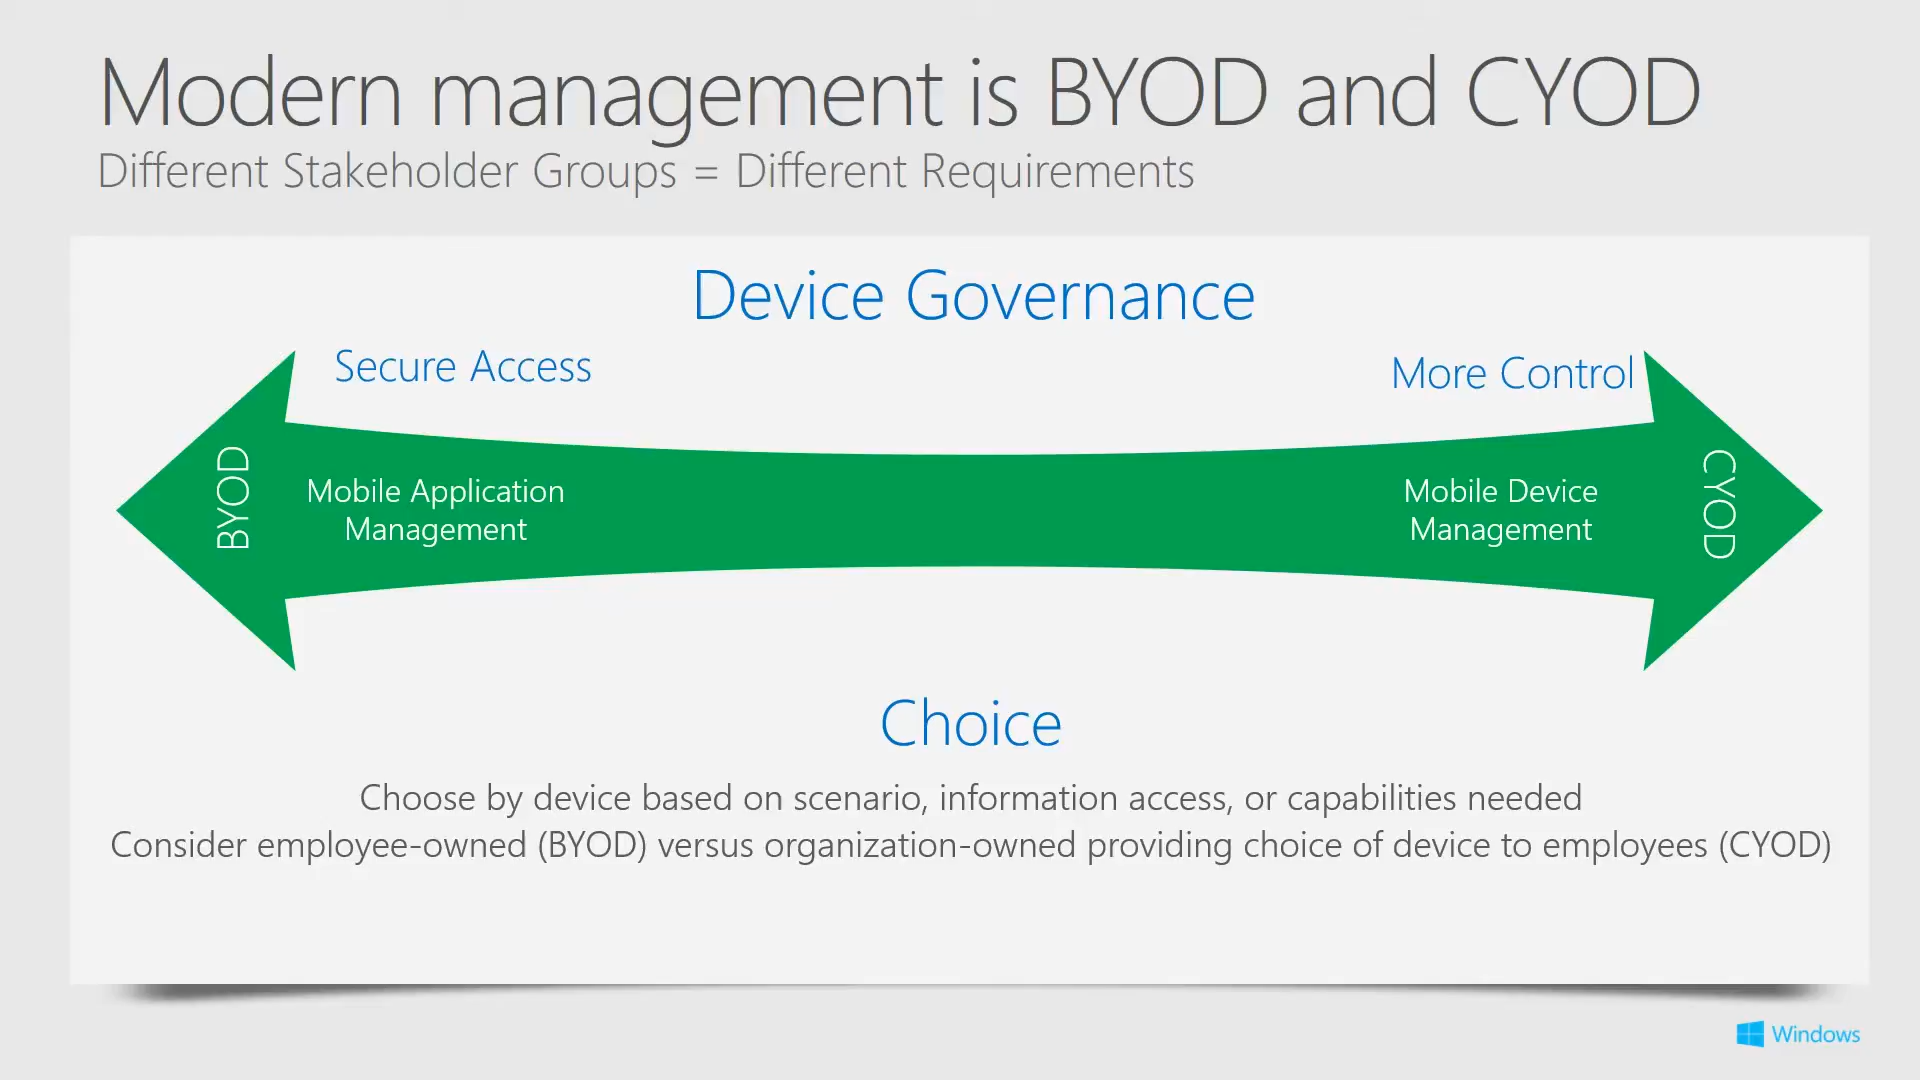 Modern management is BYOD and CYOD
Different Stakeholder Groups = Different Requirements
Device Governance
Secure Access
More Control
BYOD
Mobile Application
Management
Mobile Device
Management
CYOD
Choice
Choose by device based on scenario, information access, or capabilities needed
Consider employee-owned (BYOD) versus organization-owned providing choice of device to employees (CYOD)
Windows